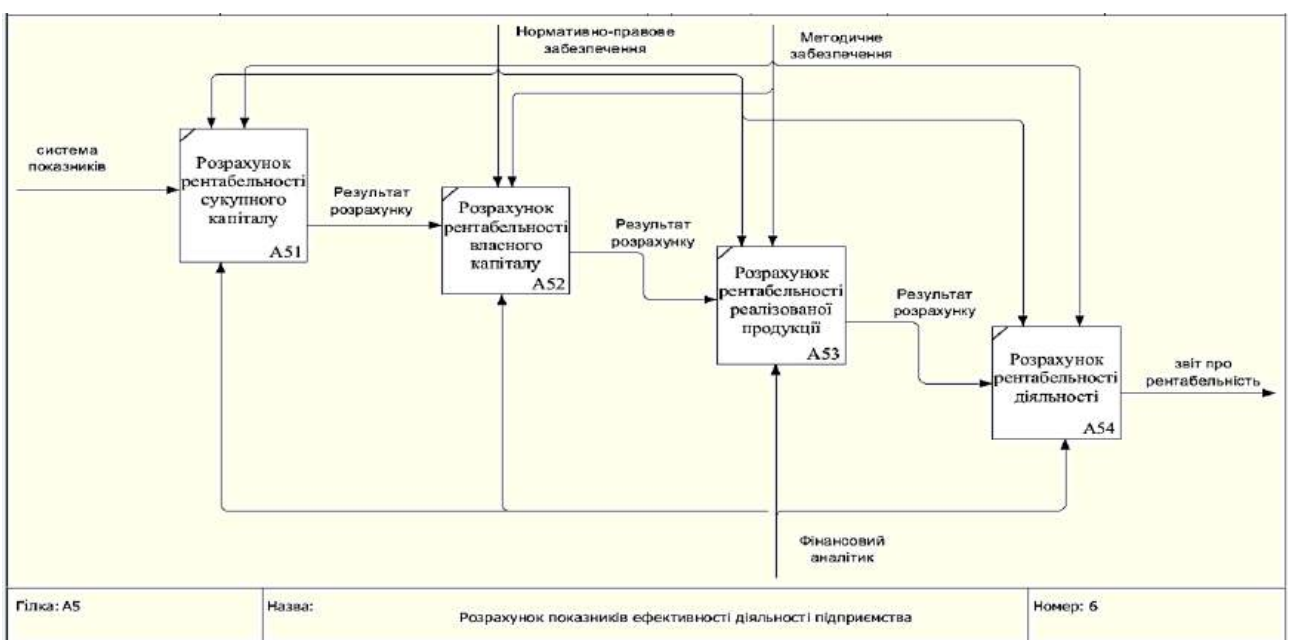 Нормативно-правове
забезпечення
Методичне
забезпечення
система
показників
Розрахунок
рентабельності
сукупного
капіталу
A51
Результат
розрахунку
Розрахунок
рентабельності
власного
капіталу
A52
Результат
розрахунку
Розрахунок
рентабельності
реалізованої
продукції
A53
Результат
розрахунку
Розрахунок
рентабельності
діяльності
A54
звіт про
рентабельність
Фінансовий
аналітик
Гілка: A5
Назва:
Розрахунок показників ефективності діяльності підприємства
Номер: 6